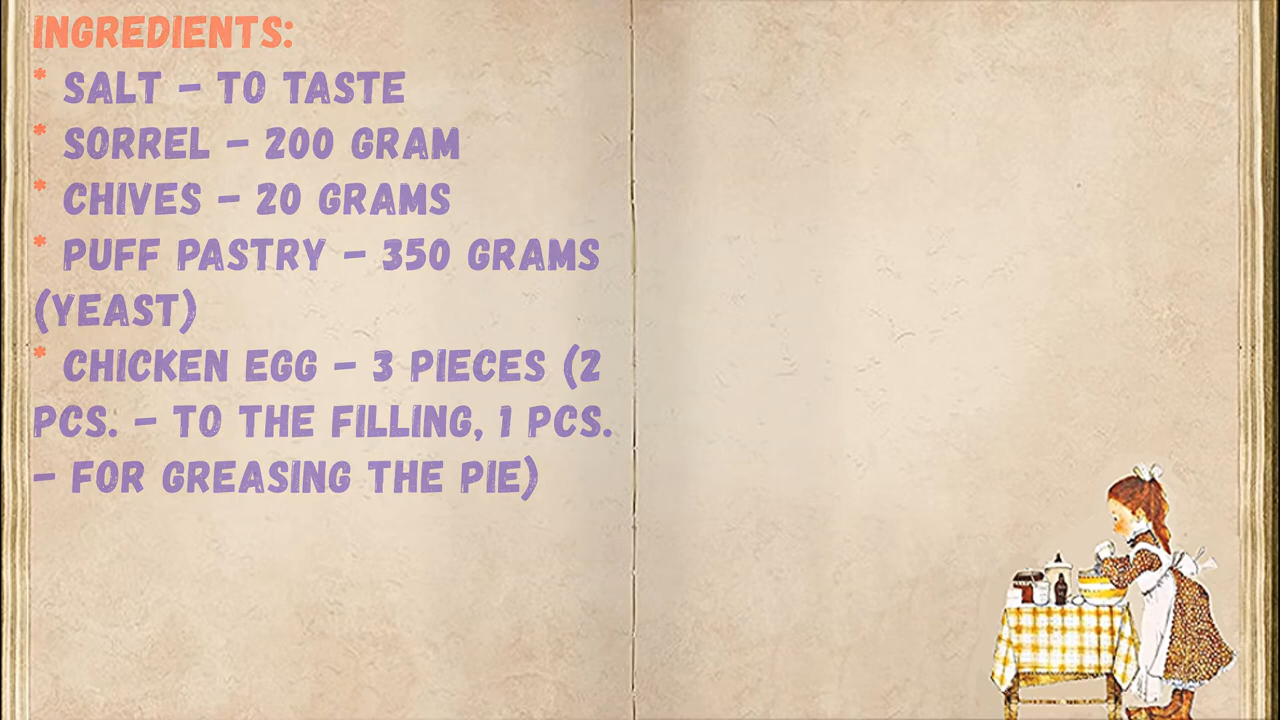 INGREDIENTS:
* SALT – TO TASTE
* SORREL – 200 GRAM
* CHIVES – 20 GRAMS
* PUFF PASTRY – 350 GRAMS
(YEAST)
* CHICKEN EGG – 3 PIECES (2
PCS. – TO THE FILLING, 1 PCS.
– FOR GREASING THE PIE)